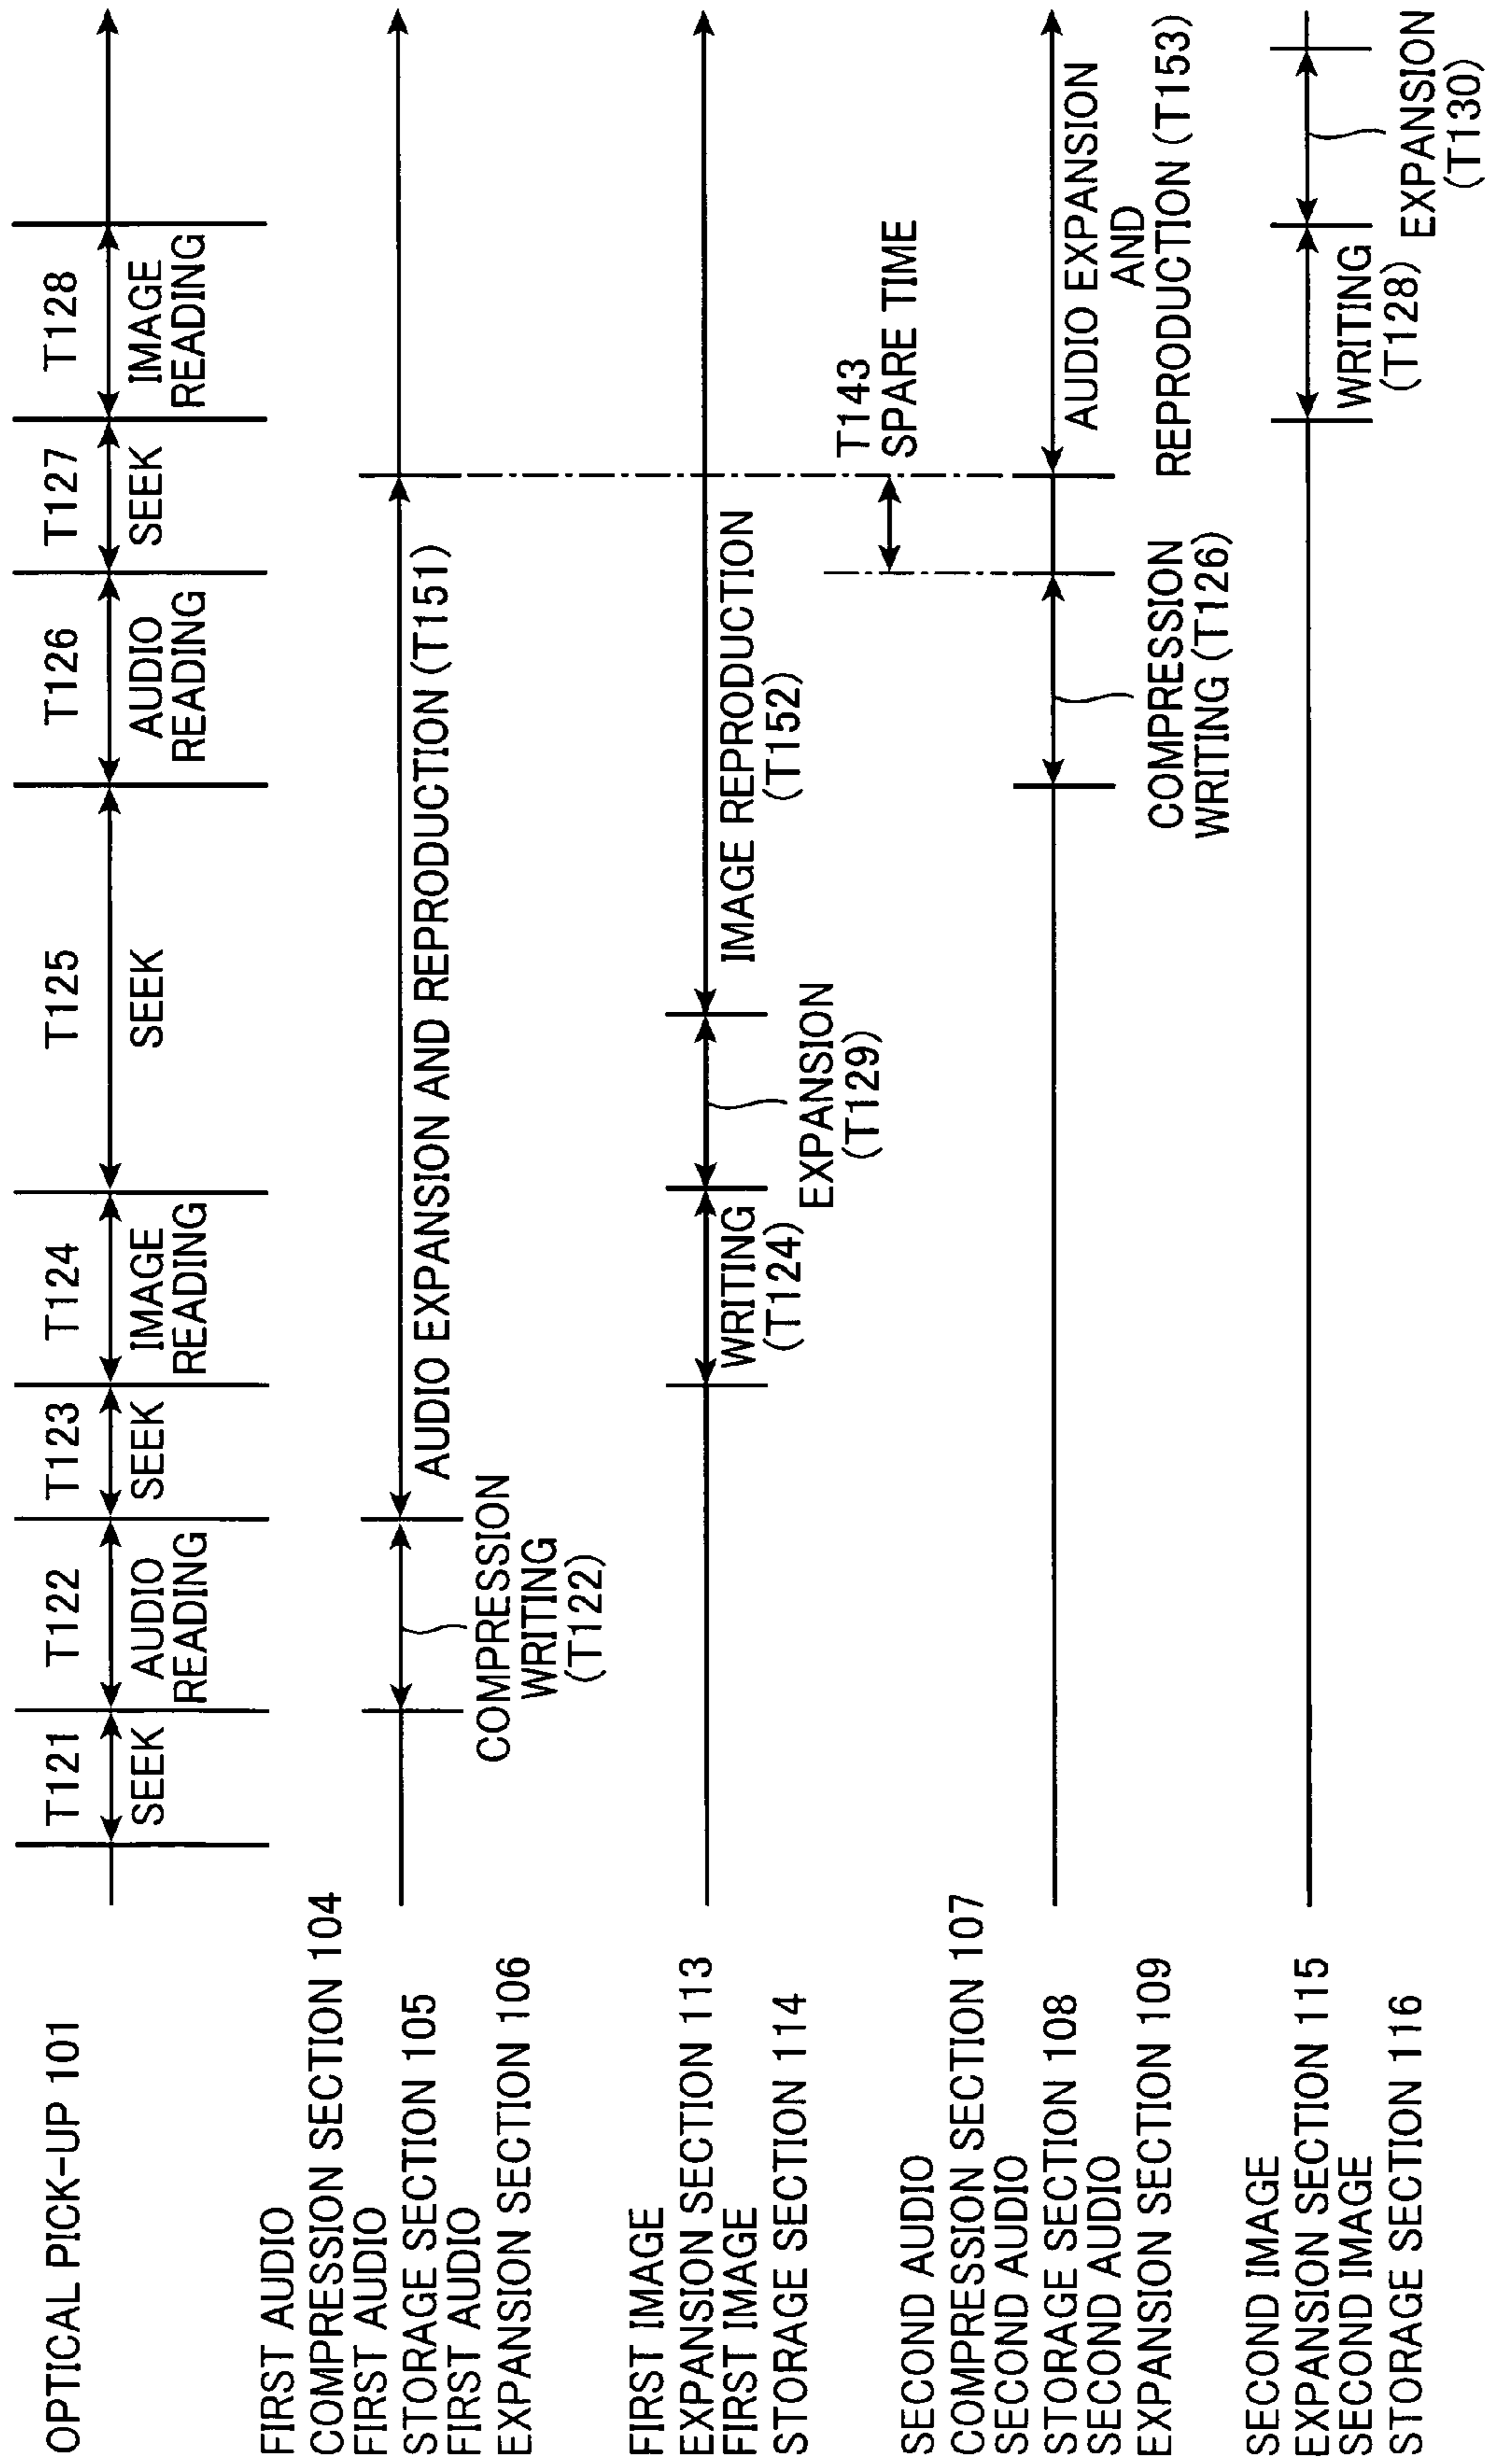 OPTICAL PICK-UP 101
T121
SEEK
T122
AUDIO
READING
T123
SEEK
T124
IMAGE
READING
T125
SEEK
T126
AUDIO
READING
T127
SEEK
T128
IMAGE
READING
FIRST AUDIO
COMPRESSION SECTION 104
FIRST AUDIO
STORAGE SECTION 105
FIRST AUDIO
EXPANSION SECTION 106
COMPRESSION
WRITING
(T122)
AUDIO EXPANSION AND REPRODUCTION (T151)
FIRST IMAGE
EXPANSION SECTION 113
FIRST IMAGE
STORAGE SECTION 114
WRITING
(T124)
EXPANSION
(T129)
IMAGE REPRODUCTION
(T152)
T143
SPARE TIME
SECOND AUDIO
COMPRESSION SECTION 107
SECOND AUDIO
STORAGE SECTION 108
SECOND AUDIO
EXPANSION SECTION 109
COMPRESSION
WRITING (T126)
AUDIO EXPANSION
AND
REPRODUCTION (T153)
SECOND IMAGE
EXPANSION SECTION 115
SECOND IMAGE
STORAGE SECTION 116
WRITING
(T128)
EXPANSION
(T130)